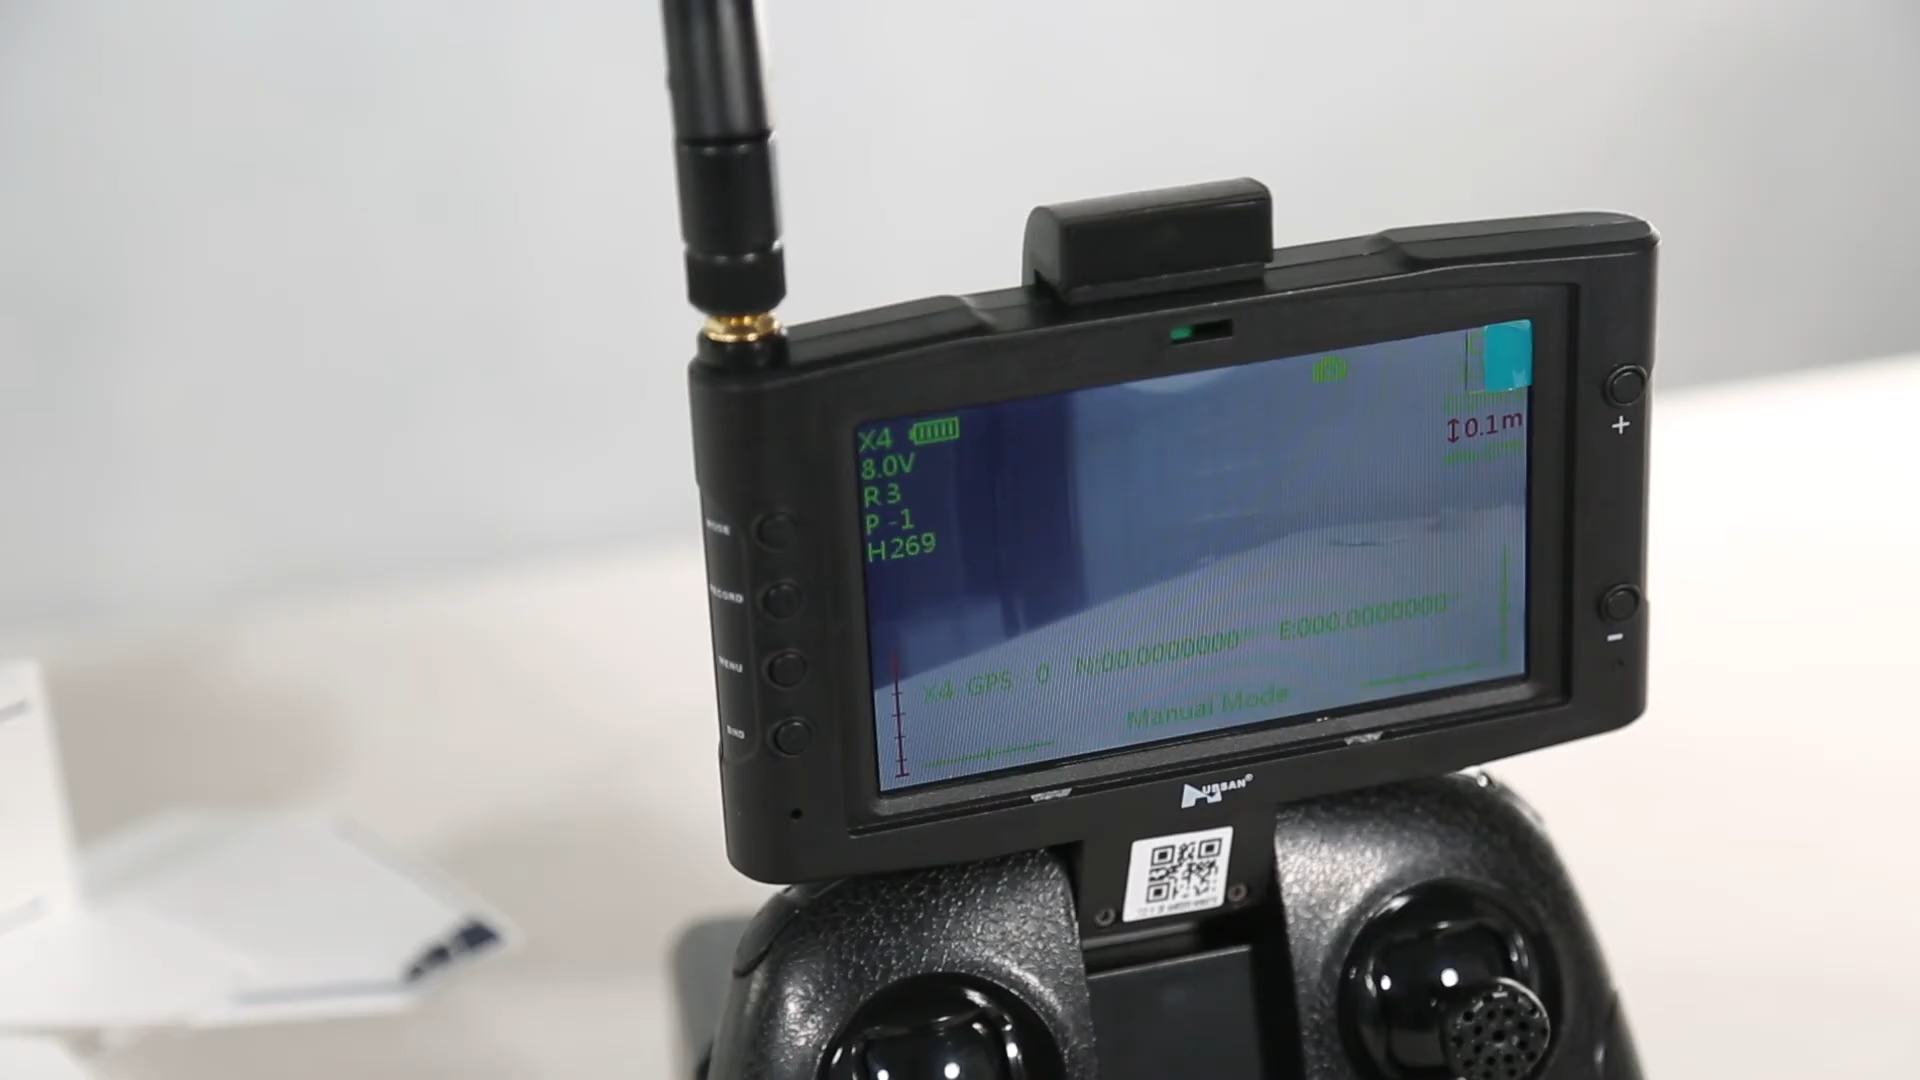 X4
8.0V
R 3
P -1
H 269
0.1m
X4 GPS 0 N:00.0000000° E:000.0000000°
Manual Mode
MODE
RECORD
MENU
BIND
+
-
HUBSAN®